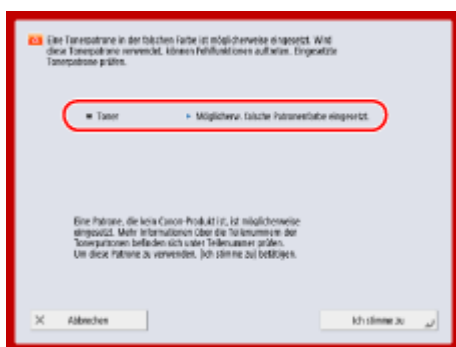 Eine Tonerpatrone in der falschen Farbe ist möglicherweise eingesetzt. Wird
diese Tonerpatrone verwendet, können Fehlfunktionen auftreten. Eingesetzte
Tonerpatrone prüfen.
Toner
Möglicherw. falsche Patronenfarbe eingesetzt.
Eine Patrone, die kein Canon-Produkt ist, ist möglicherweise
eingesetzt. Mehr Informationen über die Teilenummern der
Tonerpatronen befinden sich unter Teilenummer prüfen.
Um diese Patrone zu verwenden, [Ich stimme zu] betätigen.
Abbrechen
Ich stimme zu